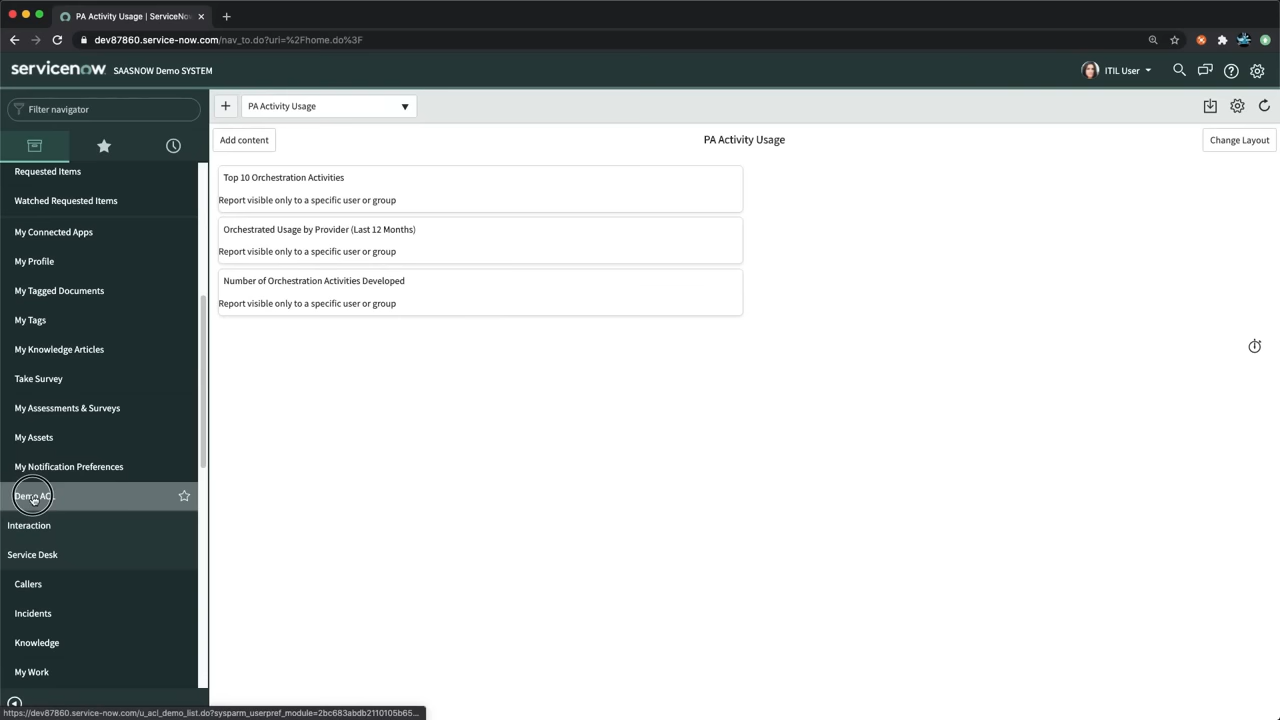 PA Activity Usage | ServiceNo
dev87860.service-now.com/nav_to.do?uri=%2Fhome.do%3F
servicenow SAASNOW Demo SYSTEM
ITIL User
Filter navigator
PA Activity Usage
Add content
PA Activity Usage
Change Layout
Requested Items
Watched Requested Items
My Connected Apps
My Profile
My Tagged Documents
My Tags
My Knowledge Articles
Take Survey
My Assessments & Surveys
My Assets
My Notification Preferences
Demo AC
Interaction
Service Desk
Callers
Incidents
Knowledge
My Work
Top 10 Orchestration Activities
Report visible only to a specific user or group
Orchestrated Usage by Provider (Last 12 Months)
Report visible only to a specific user or group
Number of Orchestration Activities Developed
Report visible only to a specific user or group
https://dev87860.service-now.com/u_acl_demo_list.do?sysparm_userpref_module=2bc683abdb2110105b65...